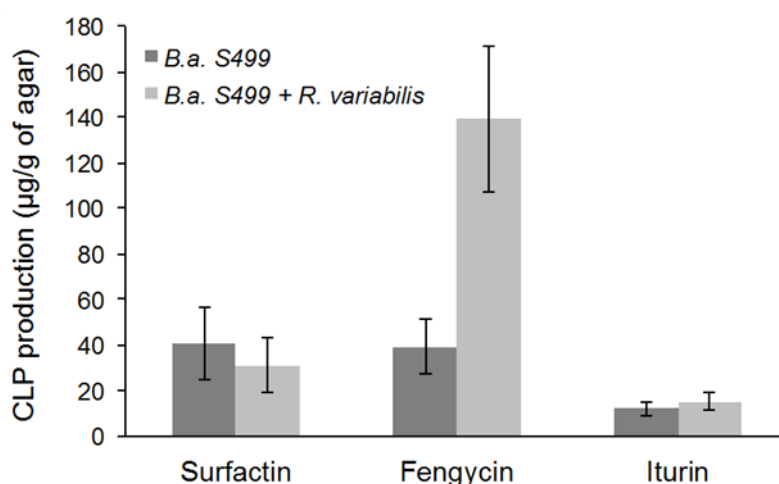 CLP production (µg/g of agar)
180
160
140
120
100
80
60
40
20
0
B.a. S499
B.a. S499 + R. variabilis
Surfactin
Fengycin
Iturin